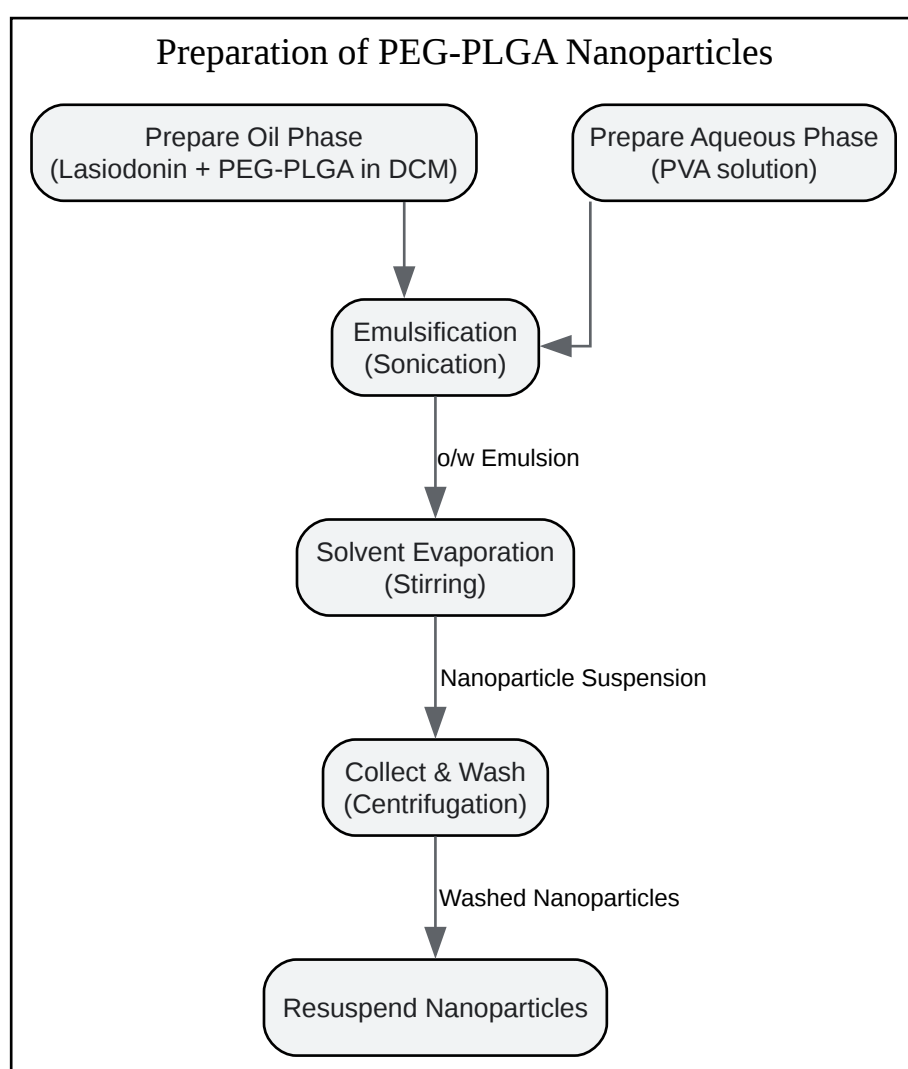 Preparation of PEG-PLGA Nanoparticles
Prepare Oil Phase
(Lasiodonin + PEG-PLGA in DCM)
Prepare Aqueous Phase
(PVA solution)
Emulsification
(Sonication)
o/w Emulsion
Solvent Evaporation
(Stirring)
Nanoparticle Suspension
Collect & Wash
(Centrifugation)
Washed Nanoparticles
Resuspend Nanoparticles